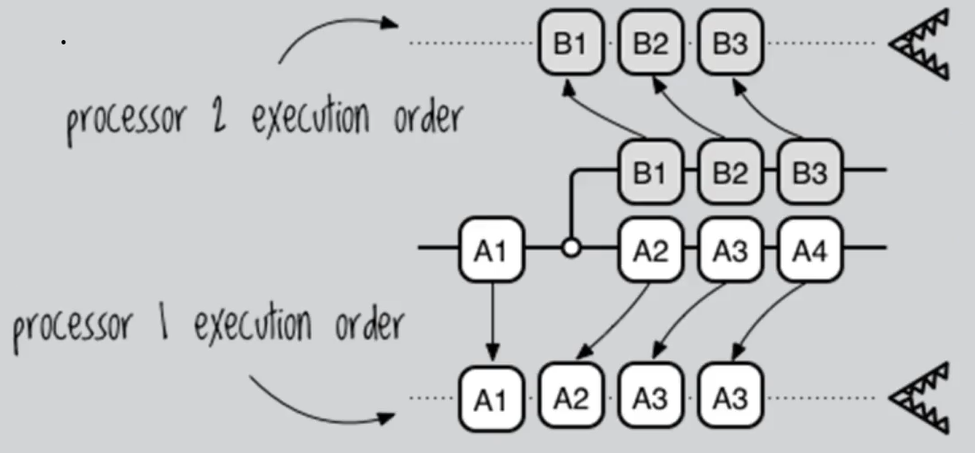 B1 B2 B3
processor 2 execution order
B1 B2 B3
A1 A2 A3 A4
processor 1 execution order
A1 A2 A3 A3